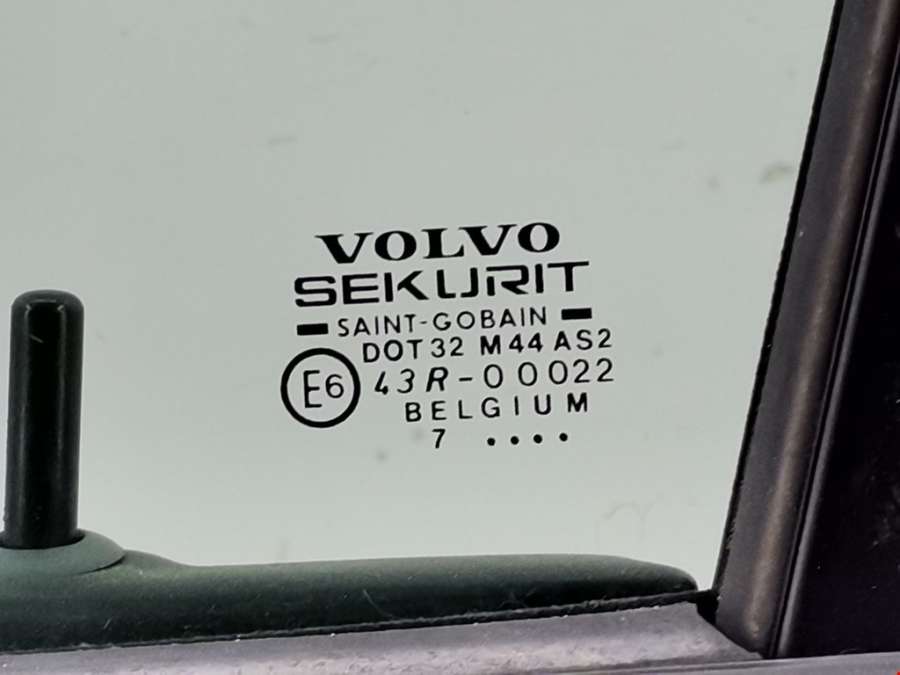 VOLVO
SEKURIT
SAINT-GOBAIN
DOT 32 M44 AS2
E6 43R-00022
BELGIUM
7 ....